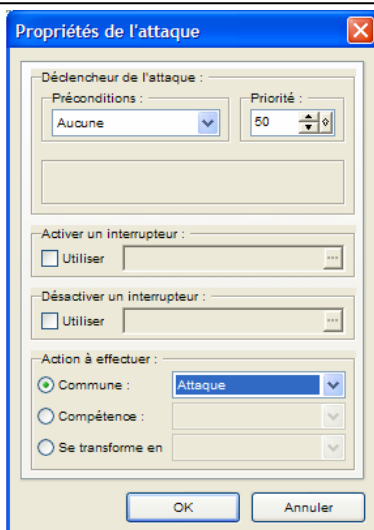 Propriétés de l'attaque
Déclencheur de l'attaque :
Préconditions :
Priorité :
Aucune
50
Activer un interrupteur :
Utiliser
...
Désactiver un interrupteur :
Utiliser
...
Action à effectuer :
Commune :
Attaque
Compétence :
Se transforme en
OK
Annuler